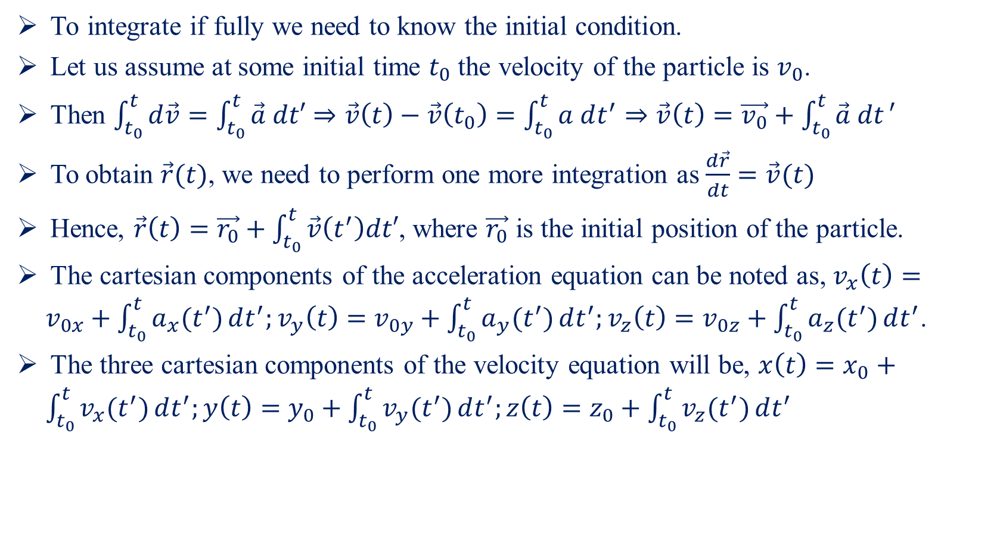 ➢ To integrate if fully we need to know the initial condition.
➢ Let us assume at some initial time $t_0$ the velocity of the particle is $v_0$.
➢ Then $\int_{t_0}^{t} d\vec{v} = \int_{t_0}^{t} \vec{a}\, dt' \Rightarrow \vec{v}(t) - \vec{v}(t_0) = \int_{t_0}^{t} a\, dt' \Rightarrow \vec{v}(t) = \overrightarrow{v_0} + \int_{t_0}^{t} \vec{a}\, dt\,'$
➢ To obtain $\vec{r}(t)$, we need to perform one more integration as $\frac{d\vec{r}}{dt} = \vec{v}(t)$
➢ Hence, $\vec{r}(t) = \overrightarrow{r_0} + \int_{t_0}^{t} \vec{v}(t')dt'$, where $\overrightarrow{r_0}$ is the initial position of the particle.
➢ The cartesian components of the acceleration equation can be noted as, $v_x(t) =$
$v_{0x} + \int_{t_0}^{t} a_x(t')\, dt'; v_y(t) = v_{0y} + \int_{t_0}^{t} a_y(t')\, dt'; v_z(t) = v_{0z} + \int_{t_0}^{t} a_z(t')\, dt'.$
➢ The three cartesian components of the velocity equation will be, $x(t) = x_0 +$
$\int_{t_0}^{t} v_x(t')\, dt'; y(t) = y_0 + \int_{t_0}^{t} v_y(t')\, dt'; z(t) = z_0 + \int_{t_0}^{t} v_z(t')\, dt'$